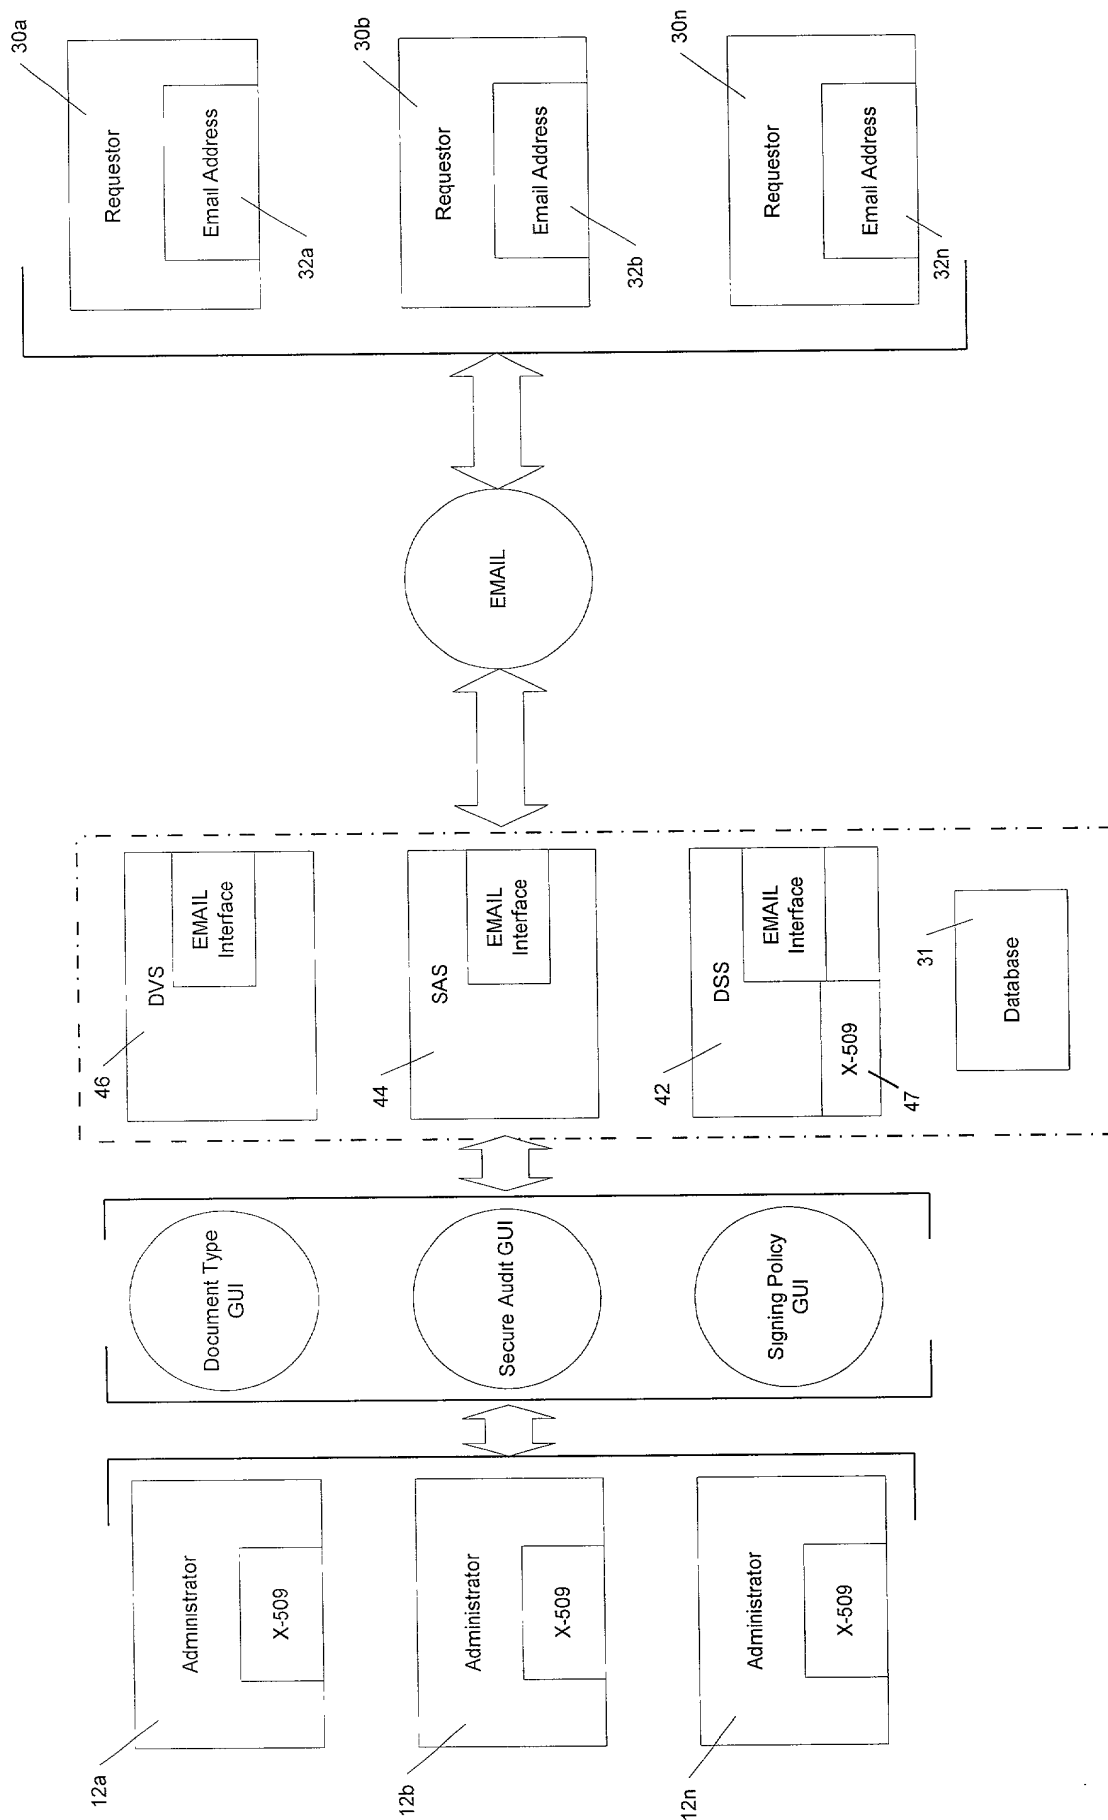 12a
Administrator
X-509
12b
Administrator
X-509
12n
Administrator
X-509
Document Type
GUI
Secure Audit GUI
Signing Policy
GUI
46
DVS
EMAIL
Interface
44
SAS
EMAIL
Interface
42
DSS
EMAIL
Interface
X-509
47
31
Database
EMAIL
30a
Requestor
Email Address
32a
30b
Requestor
Email Address
32b
30n
Requestor
Email Address
32n